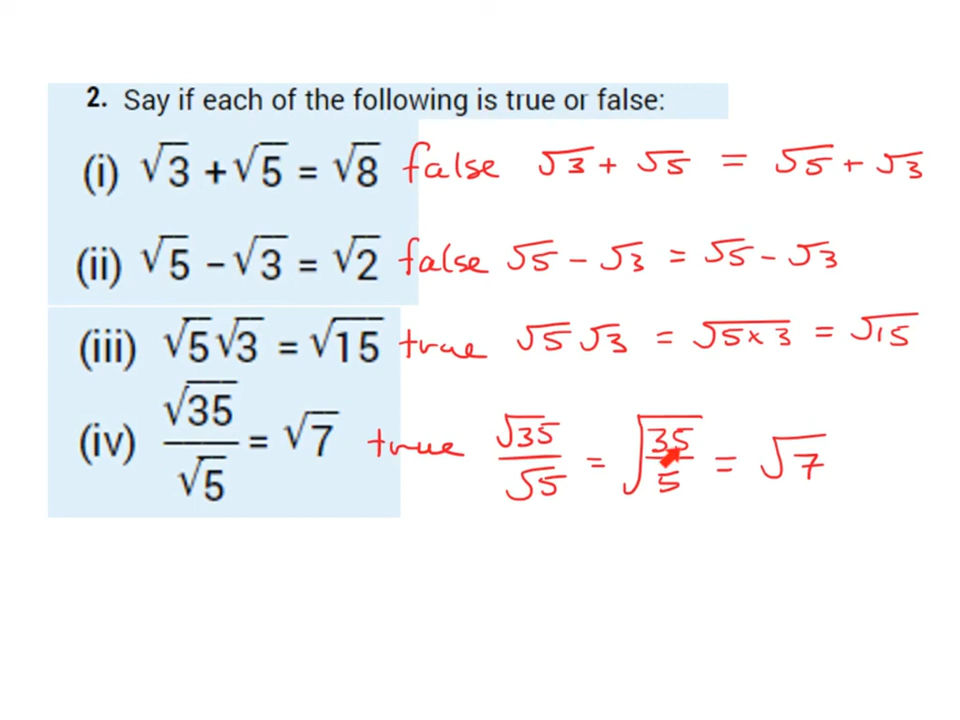 2. Say if each of the following is true or false:
(i) √3 + √5 = √8 false √3 + √5 = √5 + √3
(ii) √5 − √3 = √2 false √5 − √3 = √5 − √3
(iii) √5√3 = √15 true √5 √3 = √5×3 = √15
(iv) √35/√5 = √7 true √35/√5 = √35/5 = √7